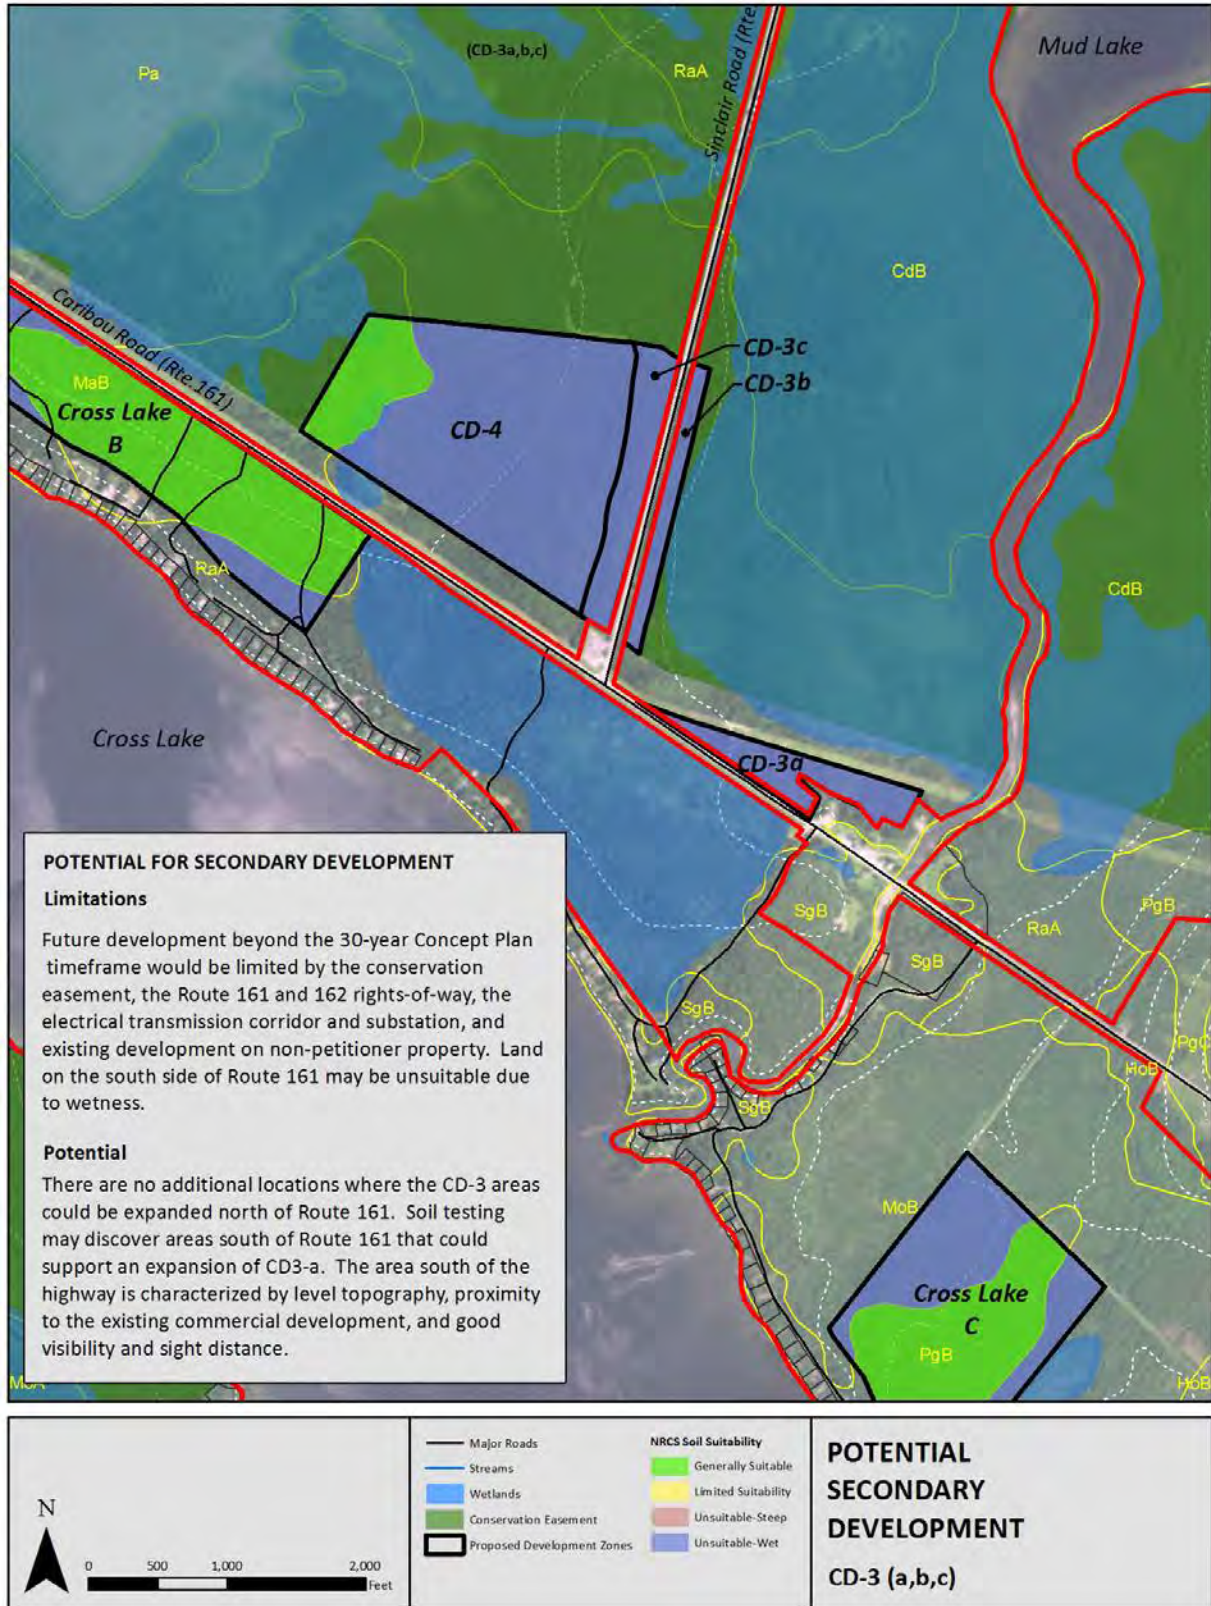 Pa
(CD-3a,b,c)
RaA
Sinclair Road (Rte.
Mud Lake
CdB
Caribou Road (Rte.161)
MaB
Cross Lake
B
CD-4
CD-3c
CD-3b
RaA
CdB
Cross Lake
CD-3a
SgB
RaA
PgB
SgB
SgB
PgC
HoB
SgB
MoB
Cross Lake
C
PgB
HoB
POTENTIAL FOR SECONDARY DEVELOPMENT
Limitations
Future development beyond the 30-year Concept Plan
timeframe would be limited by the conservation
easement, the Route 161 and 162 rights-of-way, the
electrical transmission corridor and substation, and
existing development on non-petitioner property. Land
on the south side of Route 161 may be unsuitable due
to wetness.
Potential
There are no additional locations where the CD-3 areas
could be expanded north of Route 161. Soil testing
may discover areas south of Route 161 that could
support an expansion of CD3-a. The area south of the
highway is characterized by level topography, proximity
to the existing commercial development, and good
visibility and sight distance.
N
0 500 1,000 2,000
Feet
Major Roads
Streams
Wetlands
Conservation Easement
Proposed Development Zones
NRCS Soil Suitability
Generally Suitable
Limited Suitability
Unsuitable-Steep
Unsuitable-Wet
POTENTIAL
SECONDARY
DEVELOPMENT
CD-3 (a,b,c)